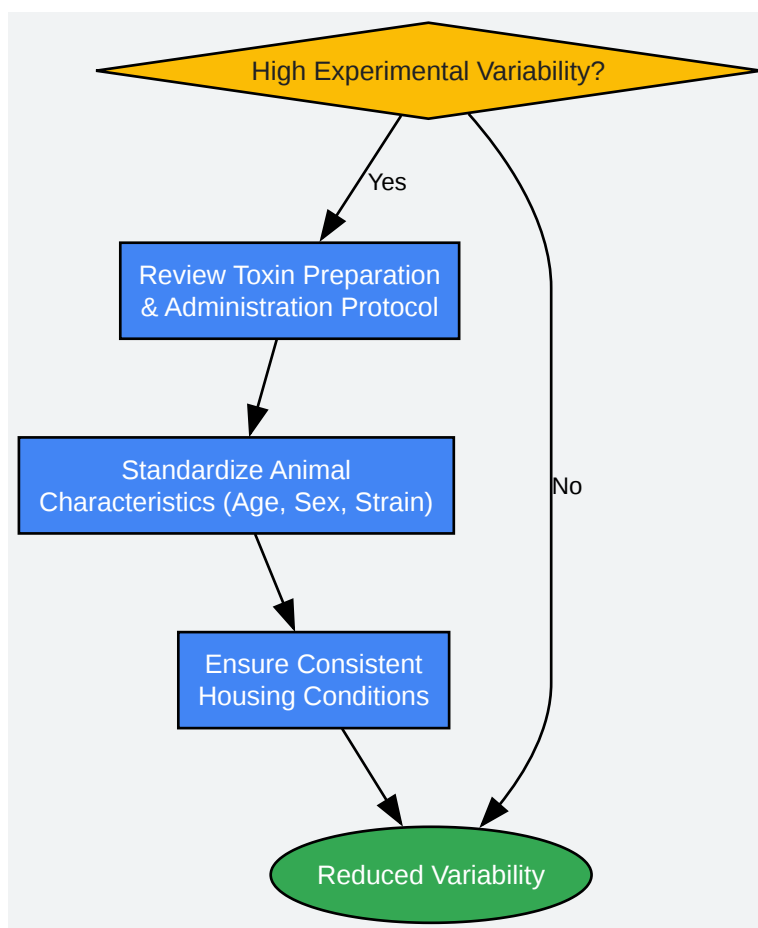 High Experimental Variability?
Yes
Review Toxin Preparation
& Administration Protocol
Standardize Animal
Characteristics (Age, Sex, Strain)
No
Ensure Consistent
Housing Conditions
Reduced Variability